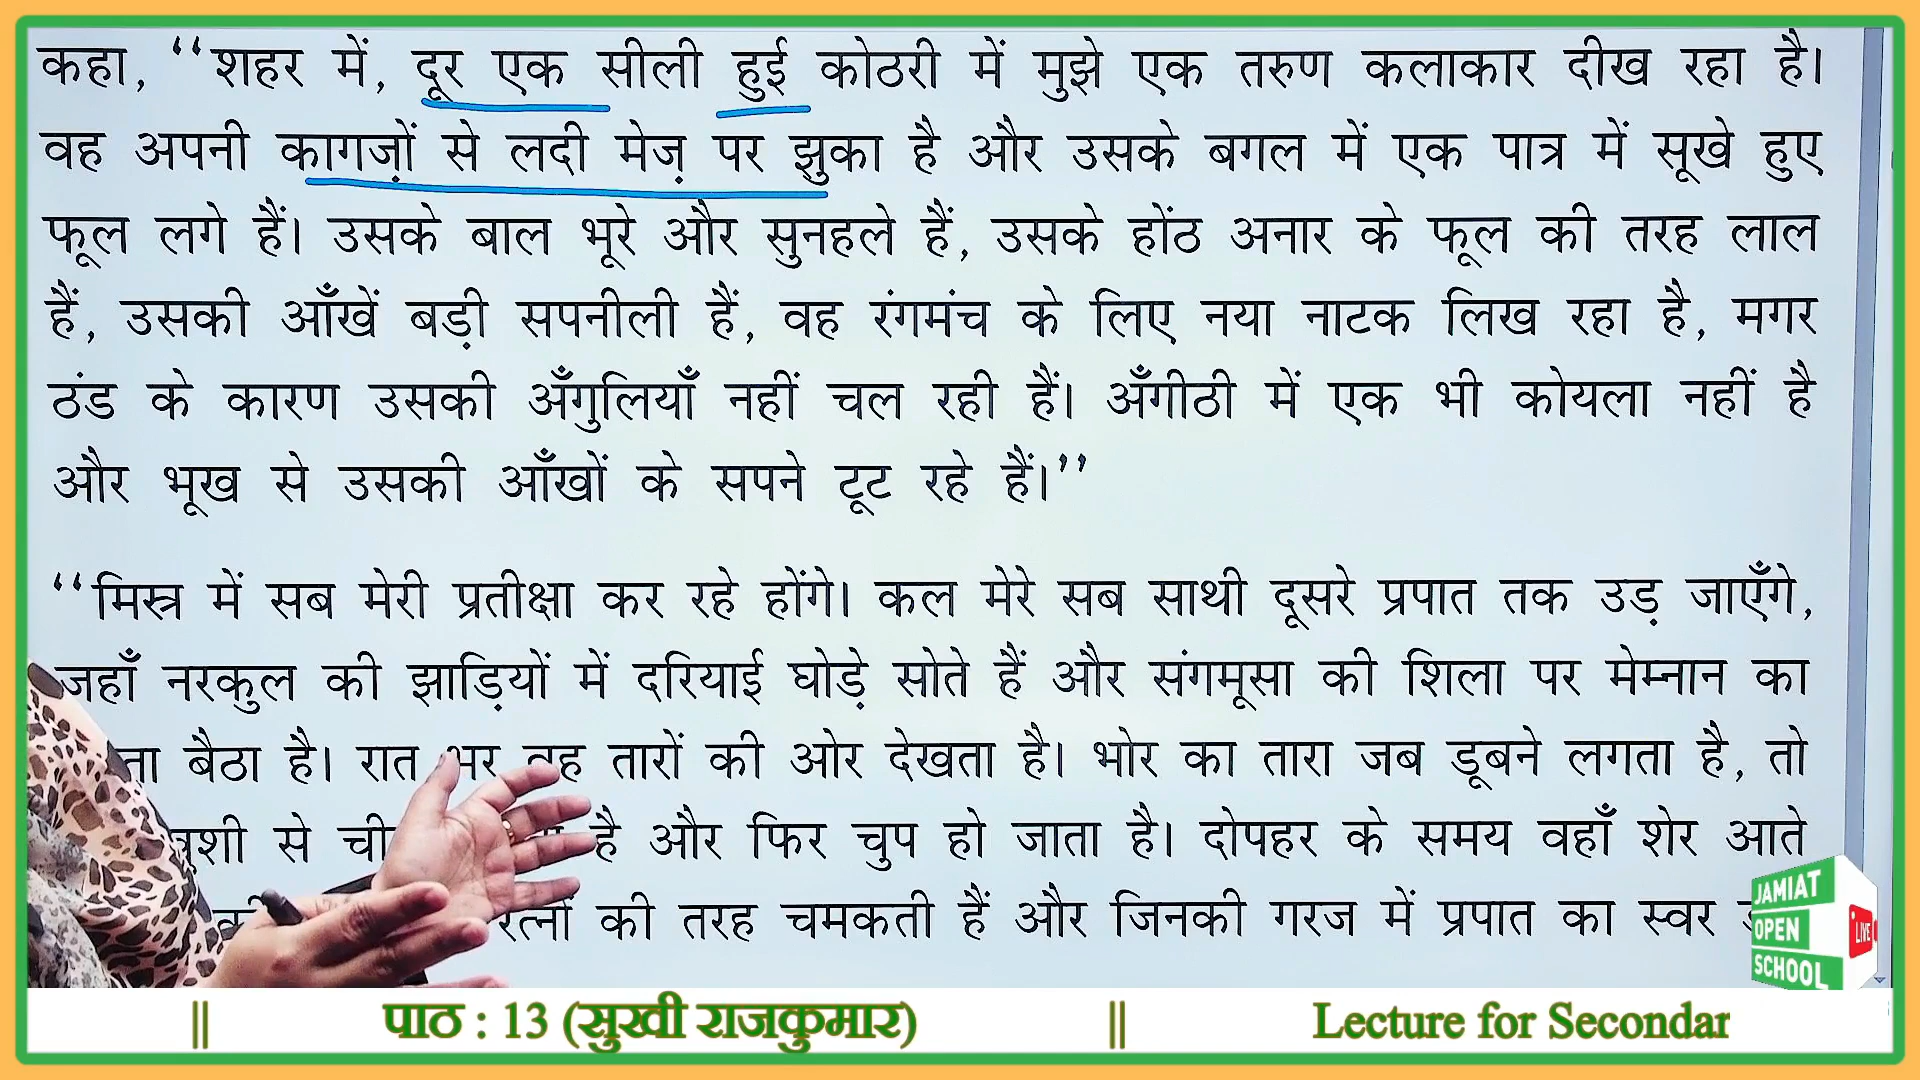 कहा, ‘‘शहर में, दूर एक सीली हुई कोठरी में मुझे एक तरुण कलाकार दीख रहा है।
वह अपनी कागज़ों से लदी मेज़ पर झुका है और उसके बगल में एक पात्र में सूखे हुए
फूल लगे हैं। उसके बाल भूरे और सुनहले हैं, उसके होंठ अनार के फूल की तरह लाल
हैं, उसकी आँखें बड़ी सपनीली हैं, वह रंगमंच के लिए नया नाटक लिख रहा है, मगर
ठंड के कारण उसकी अँगुलियाँ नहीं चल रही हैं। अँगीठी में एक भी कोयला नहीं है
और भूख से उसकी आँखों के सपने टूट रहे हैं।’’
‘‘मिस्र में सब मेरी प्रतीक्षा कर रहे होंगे। कल मेरे सब साथी दूसरे प्रपात तक उड़ जाएँगे,
जहाँ नरकुल की झाड़ियों में दरियाई घोड़े सोते हैं और संगमूसा की शिला पर मेम्नान का
बैठा है। रात भर वह तारों की ओर देखता है। भोर का तारा जब डूबने लगता है, तो
से है और फिर चुप हो जाता है। दोपहर के समय वहाँ शेर आते
रत्नों की तरह चमकती हैं और जिनकी गरज में प्रपात का स्वर
JAMIAT
OPEN
SCHOOL
LIVE
|| पाठ : 13 (सुखी राजकुमार) || Lecture for Secondar